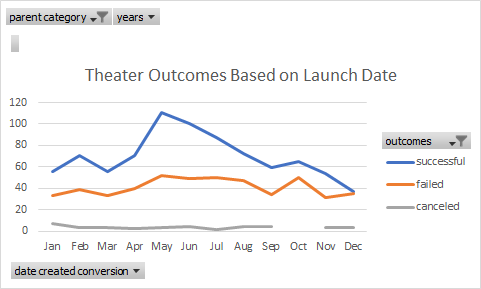 parent category years
Theater Outcomes Based on Launch Date
120
100
80
60
40
20
0
Jan Feb Mar Apr May Jun Jul Aug Sep Oct Nov Dec
outcomes
successful
failed
canceled
date created conversion